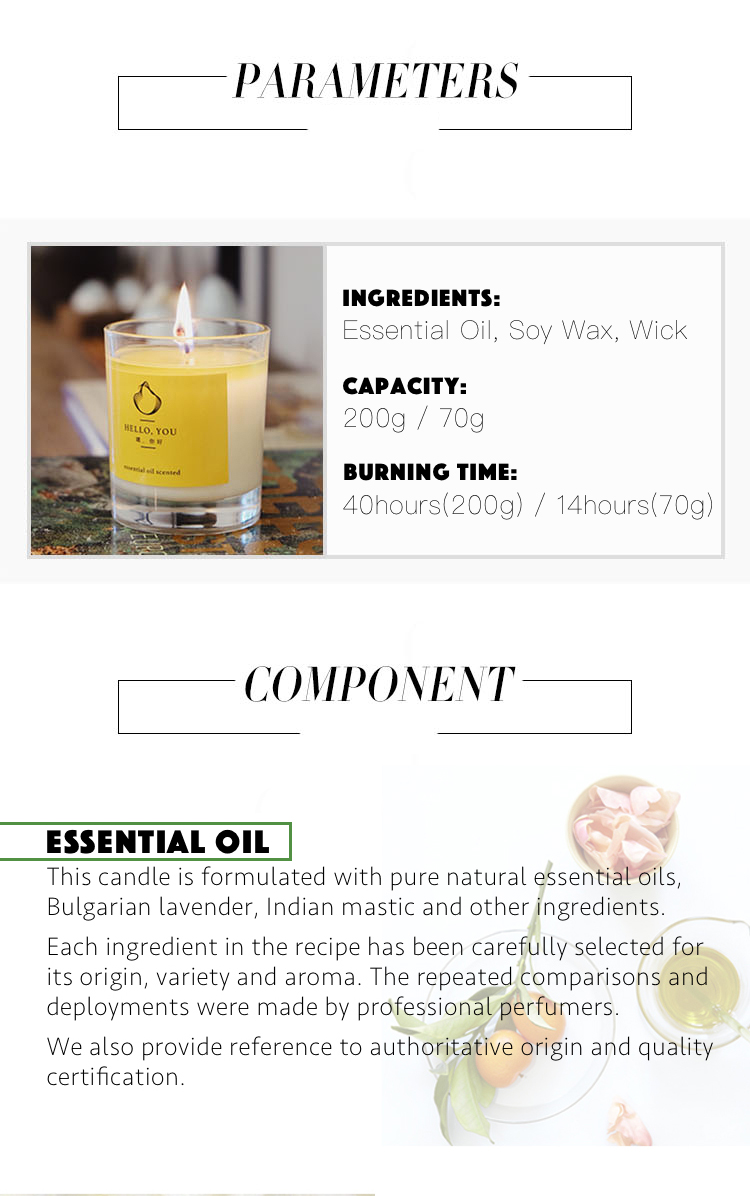 PARAMETERS
INGREDIENTS:
Essential Oil, Soy Wax, Wick
CAPACITY:
200g / 70g
BURNING TIME:
40hours(200g) / 14hours(70g)
HELLO, YOU
嘿, 你好
essential oil scented
COMPONENT
ESSENTIAL OIL
This candle is formulated with pure natural essential oils,
Bulgarian lavender, Indian mastic and other ingredients.
Each ingredient in the recipe has been carefully selected for
its origin, variety and aroma. The repeated comparisons and
deployments were made by professional perfumers.
We also provide reference to authoritative origin and quality
certification.